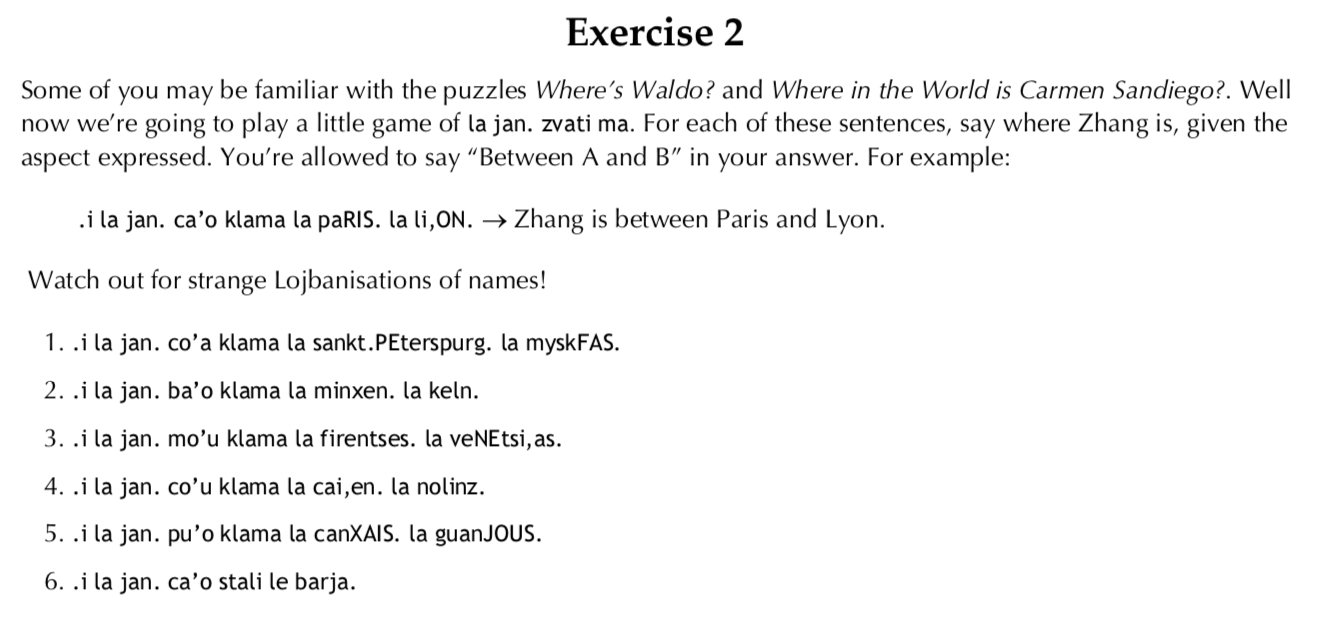 Exercise 2
Some of you may be familiar with the puzzles Where’s Waldo? and Where in the World is Carmen Sandiego?. Well
now we’re going to play a little game of la jan. zvati ma. For each of these sentences, say where Zhang is, given the
aspect expressed. You’re allowed to say “Between A and B” in your answer. For example:
.i la jan. ca’o klama la paRIS. la li,ON. → Zhang is between Paris and Lyon.
Watch out for strange Lojbanisations of names!
1. .i la jan. co’a klama la sankt.PEterspurg. la myskFAS.
2. .i la jan. ba’o klama la minxen. la keln.
3. .i la jan. mo’u klama la firentses. la veNEtsi,as.
4. .i la jan. co’u klama la cai,en. la nolinz.
5. .i la jan. pu’o klama la canXAIS. la guanJOUS.
6. .i la jan. ca’o stali le barja.